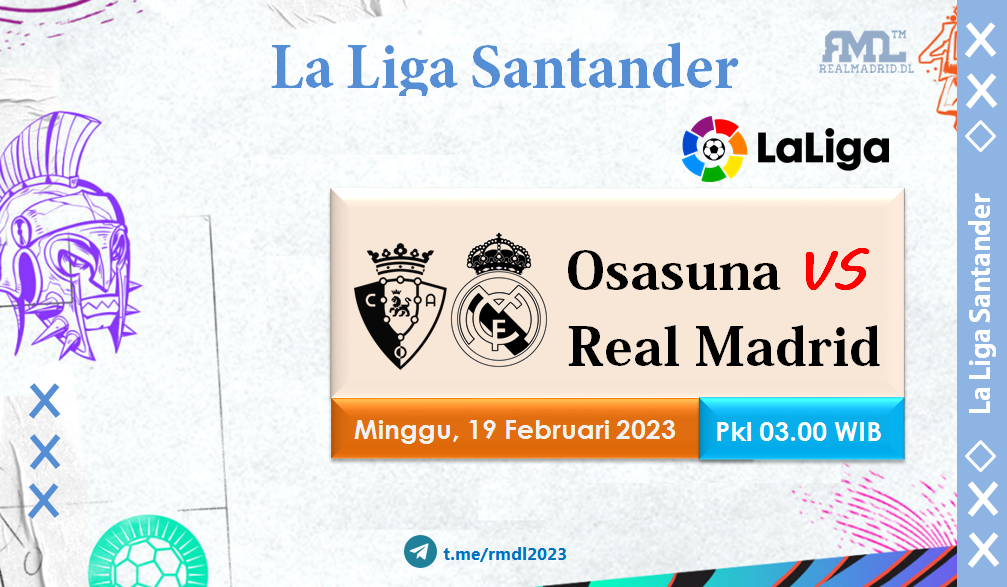 La Liga Santander
RMDL™
REALMADRID.DL
LaLiga
Osasuna VS
Real Madrid
C A
O
Minggu, 19 Februari 2023
Pkl 03.00 WIB
La Liga Santander
t.me/rmdl2023